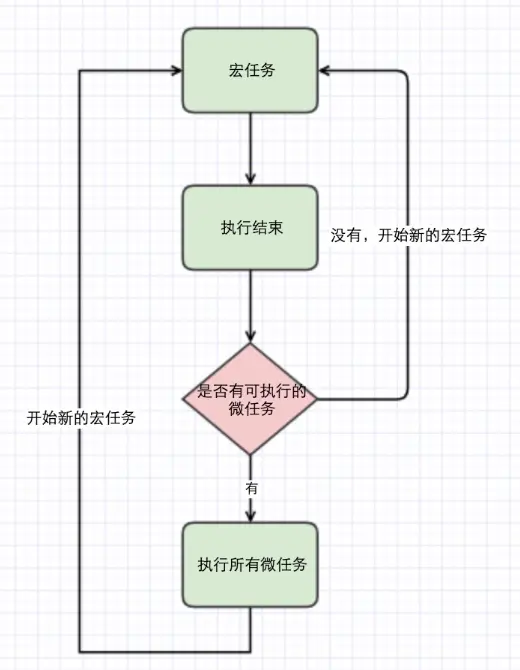 宏任务
执行结束
没有，开始新的宏任务
是否有可执行的
微任务
开始新的宏任务
有
执行所有微任务